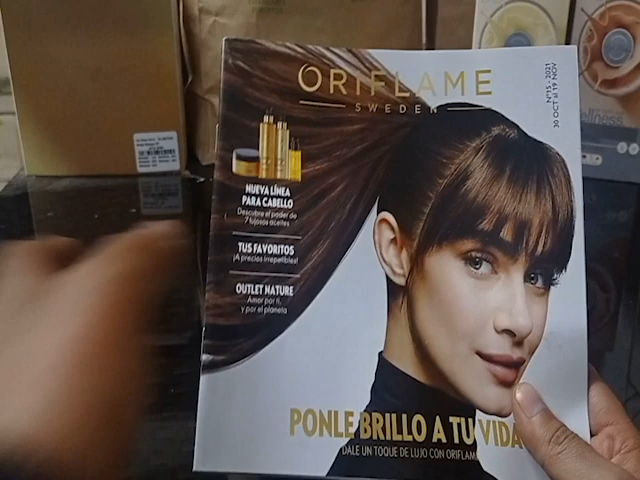 ORIFLAME
SWEDEN
Nº15 - 2021
30 OCT al 19 NOV
NUEVA LÍNEA
PARA CABELLO
Descubre el poder de
7 lujosos aceites
TUS FAVORITOS
¡A precios irrepetibles!
OUTLET NATURE
Amor por ti,
y por el planeta
PONLE BRILLO A TU VIDA
DALE UN TOQUE DE LUJO CON ORIFLAME